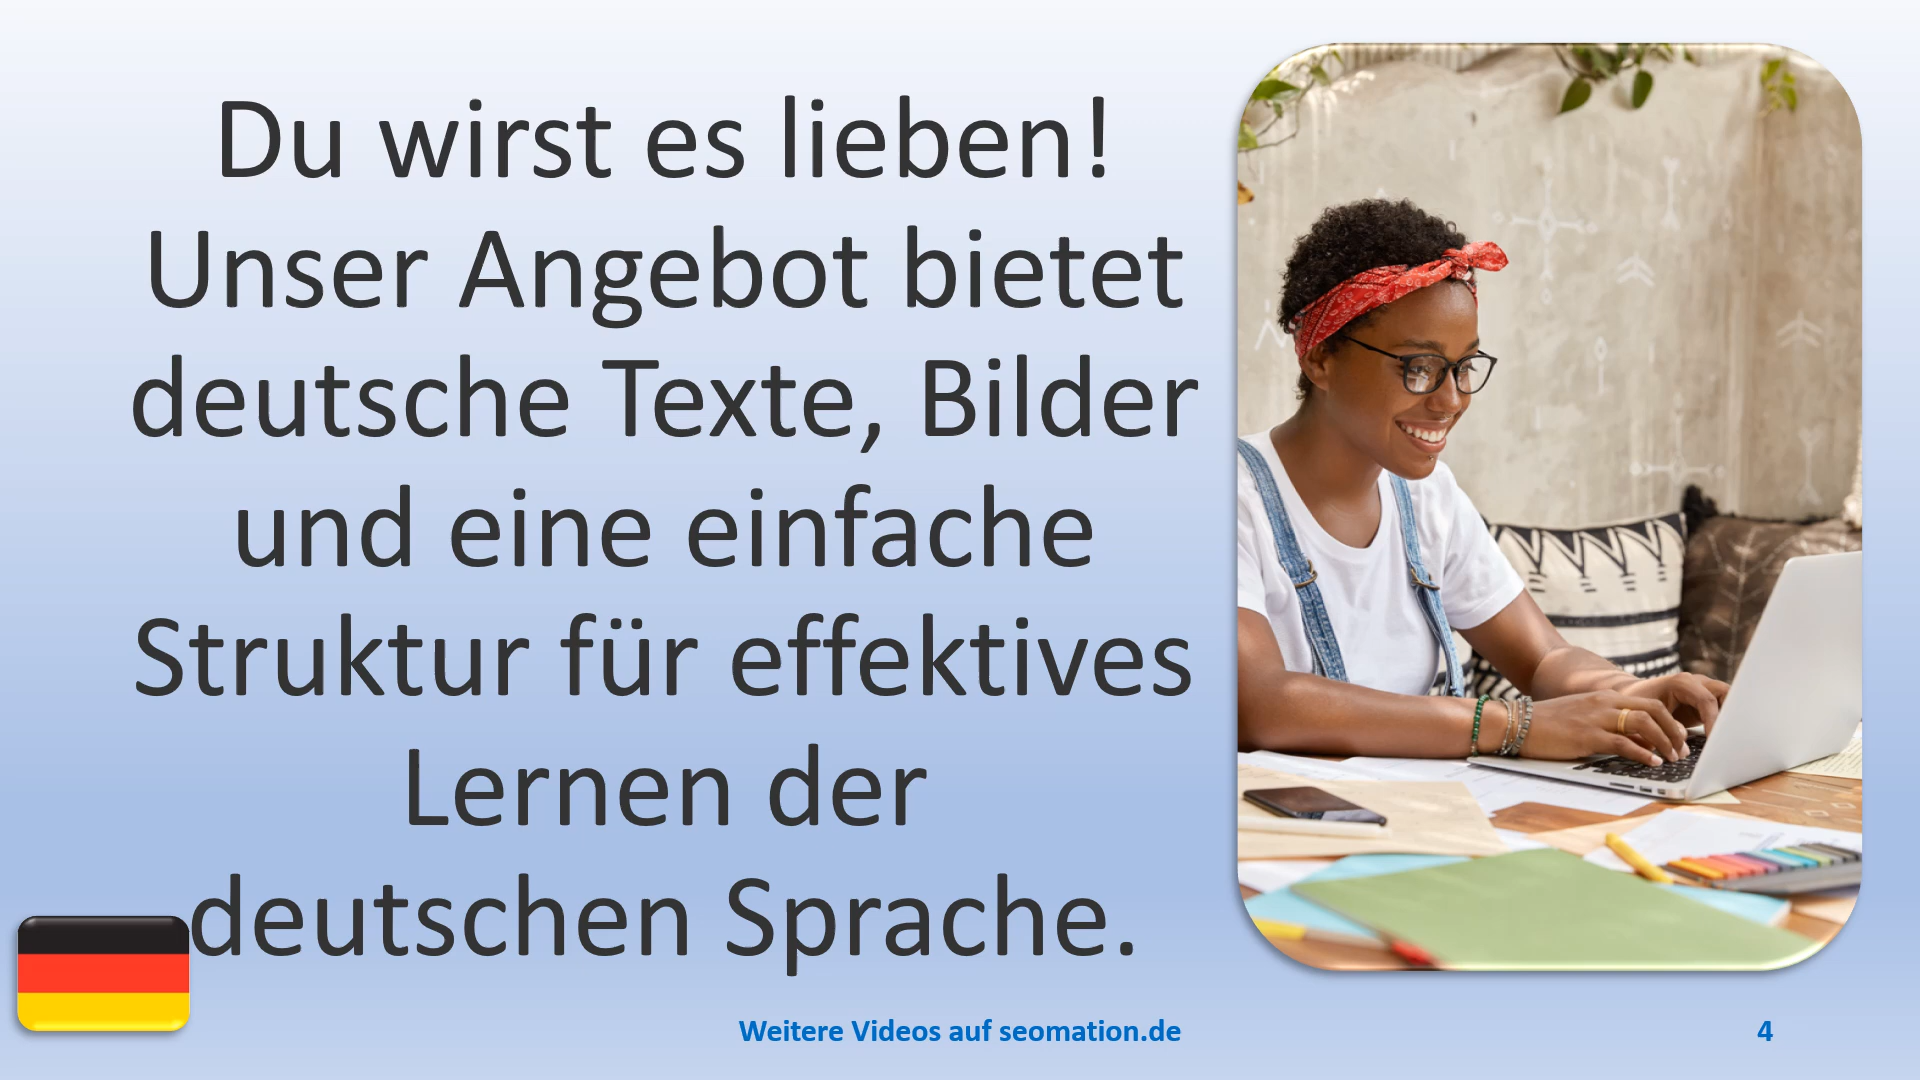 Du wirst es lieben!
Unser Angebot bietet
deutsche Texte, Bilder
und eine einfache
Struktur für effektives
Lernen der
deutschen Sprache.
Weitere Videos auf seomation.de
4